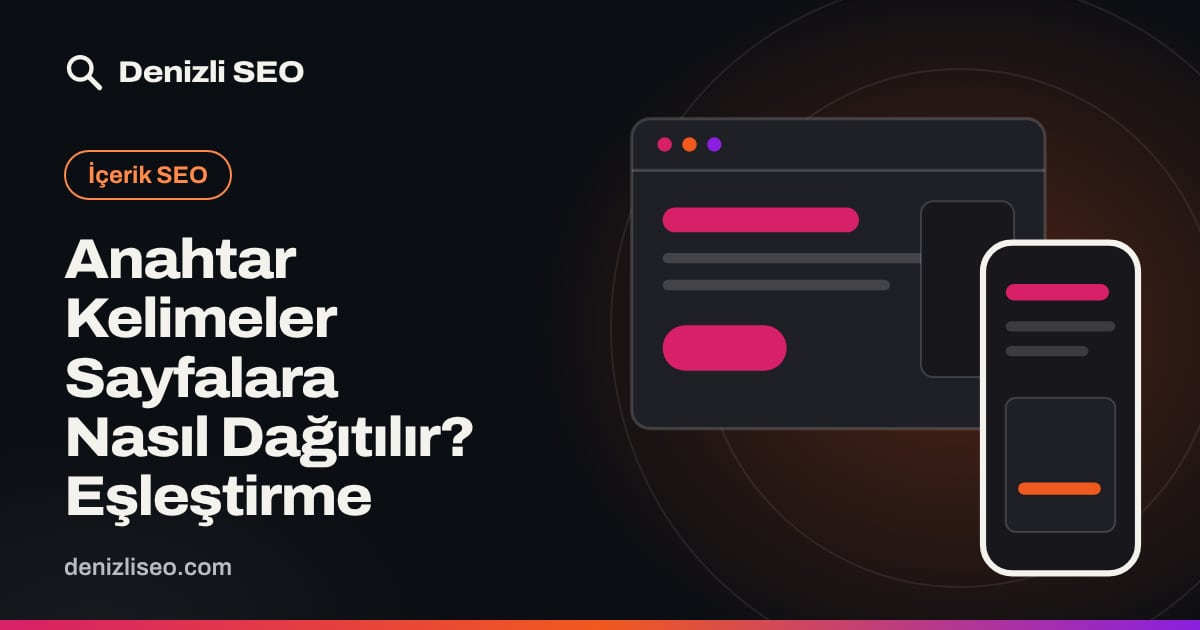 Denizli SEO
İçerik SEO
Anahtar
Kelimeler
Sayfalara
Nasıl Dağıtılır?
Eşleştirme
denizliseo.com